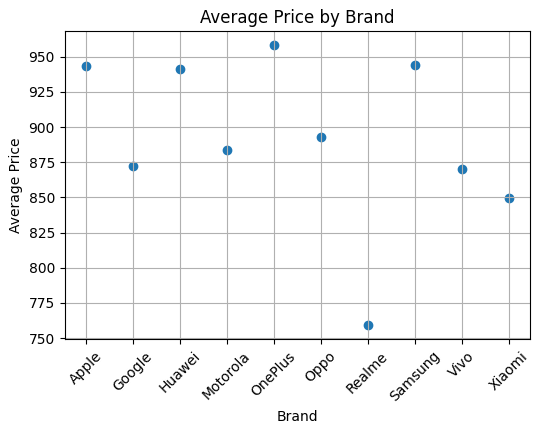 Average Price by Brand
Average Price
950
925
900
875
850
825
800
775
750
Apple
Google
Huawei
Motorola
OnePlus
Oppo
Realme
Samsung
Vivo
Xiaomi
Brand